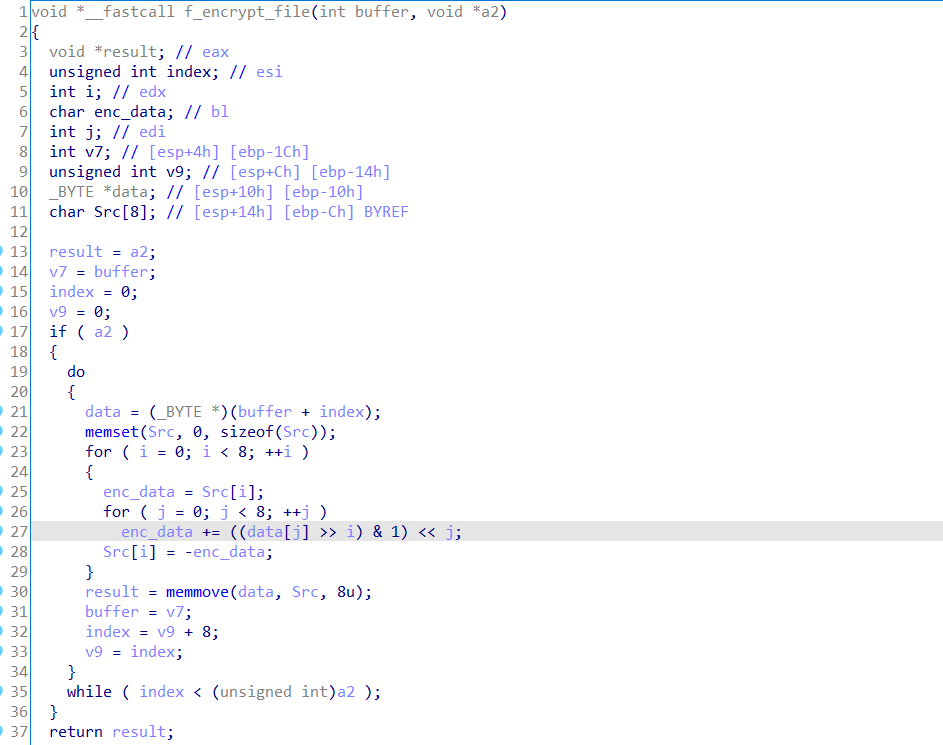 1 void *__fastcall f_encrypt_file(int buffer, void *a2)
2 {
3   void *result; // eax
4   unsigned int index; // esi
5   int i; // edx
6   char enc_data; // bl
7   int j; // edi
8   int v7; // [esp+4h] [ebp-1Ch]
9   unsigned int v9; // [esp+Ch] [ebp-14h]
10   _BYTE *data; // [esp+10h] [ebp-10h]
11   char Src[8]; // [esp+14h] [ebp-Ch] BYREF
12
13   result = a2;
14   v7 = buffer;
15   index = 0;
16   v9 = 0;
17   if ( a2 )
18   {
19     do
20     {
21       data = (_BYTE *)(buffer + index);
22       memset(Src, 0, sizeof(Src));
23       for ( i = 0; i < 8; ++i )
24       {
25         enc_data = Src[i];
26         for ( j = 0; j < 8; ++j )
27           enc_data += ((data[j] >> i) & 1) << j;
28         Src[i] = -enc_data;
29       }
30       result = memmove(data, Src, 8u);
31       buffer = v7;
32       index = v9 + 8;
33       v9 = index;
34     }
35     while ( index < (unsigned int)a2 );
36   }
37   return result;